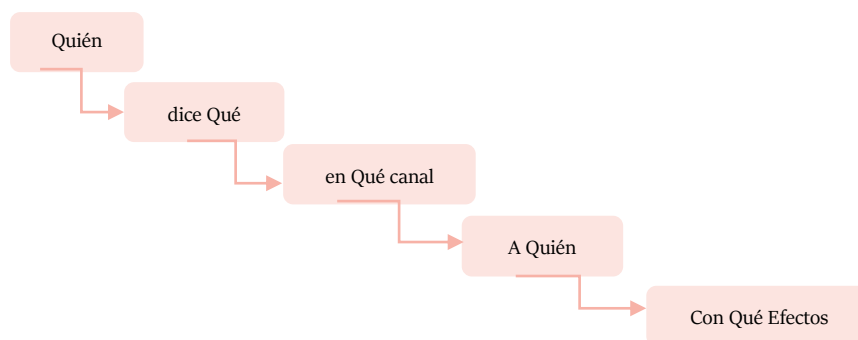 Quién
dice Qué
en Qué canal
A Quién
Con Qué Efectos